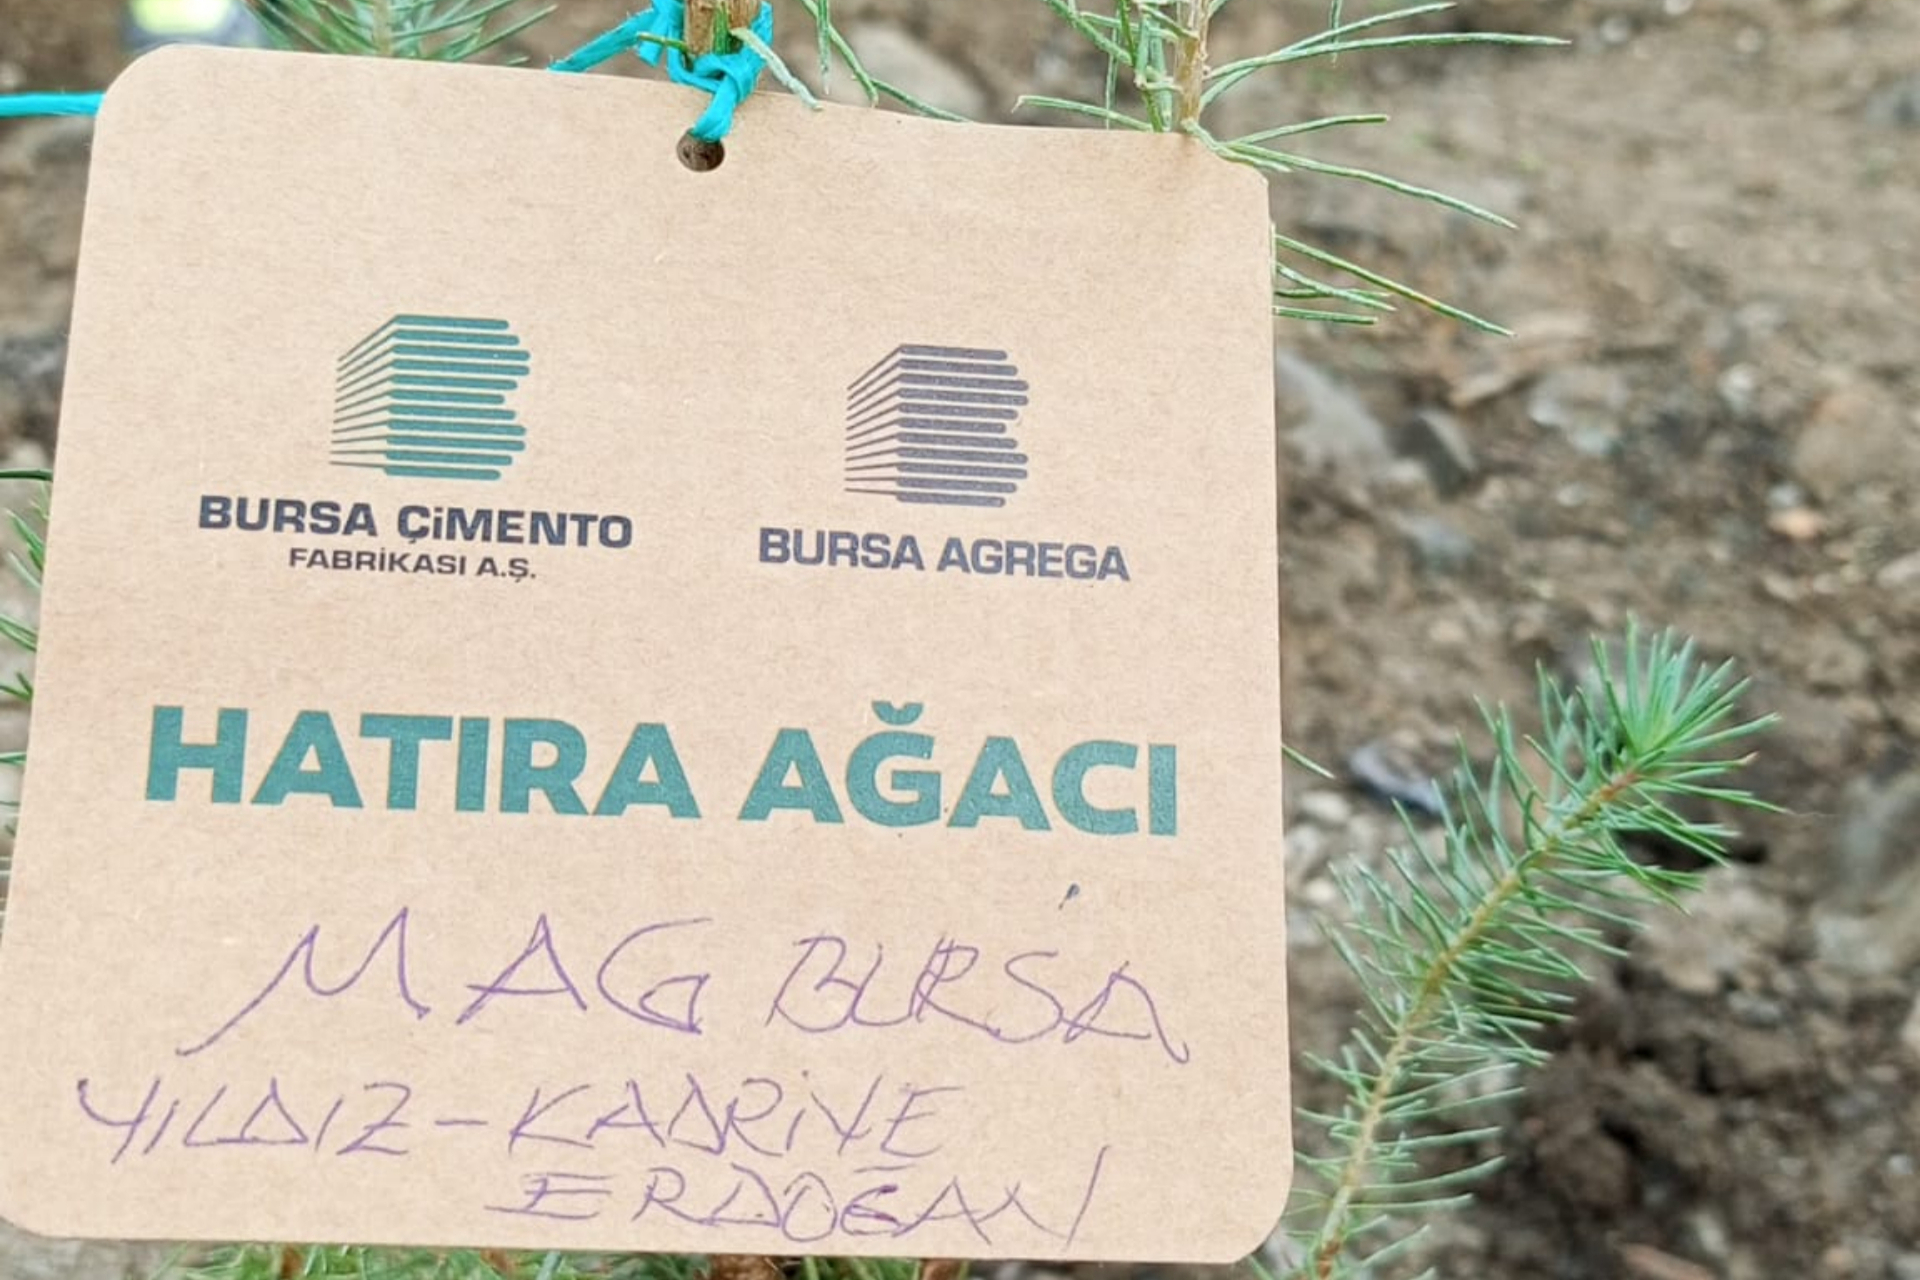 BURSA ÇİMENTO
FABRİKASI A.Ş.
BURSA AGREGA
HATIRA AĞACI
MAG BURSA
YILDIZ-KADRİYE
ERDOĞAN